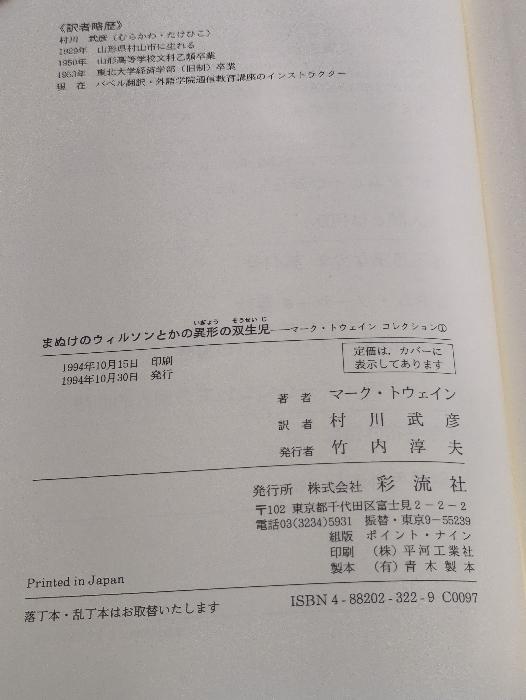 《訳者略歴》
村川 武彦（むらかわ・たけひこ）
1929年 山形県村山市に生れる
1950年 山形高等学校文科乙類卒業
1953年 東北大学経済学部（旧制）卒業
現 在 バベル翻訳・外語学院通信教育講座のインストラクター
いぎょう そうせいじ
まぬけのウィルソンとかの異形の双生児──マーク・トウェイン コレクション①
1994年10月15日 印刷
1994年10月30日 発行
定価は、カバーに
表示してあります
著 者 マーク・トウェイン
訳 者 村 川 武 彦
発行者 竹 内 淳 夫
発行所 株式会社 彩 流 社
〒102 東京都千代田区富士見2－2－2
電話03(3234)5931 振替・東京9－55239
組版 ポイント・ナイン
印刷 （株）平河工業社
製本 （有）青木製本
Printed in Japan
落丁本・乱丁本はお取替いたします
ISBN4-88202-322-9 C0097